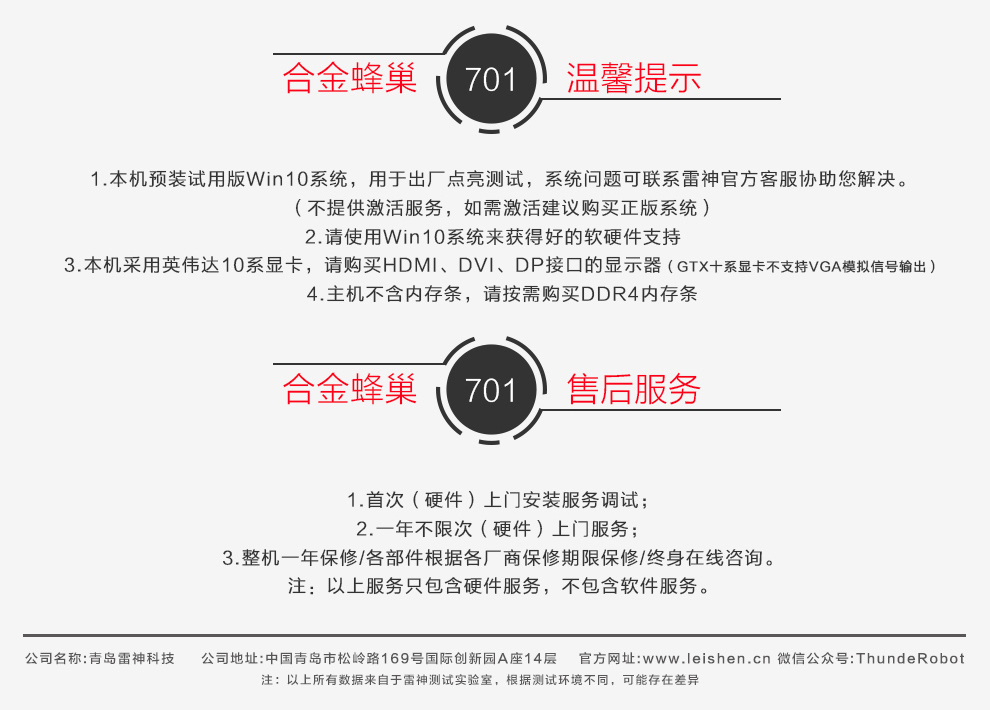 合金蜂巢 701 温馨提示
1.本机预装试用版Win10系统，用于出厂点亮测试，系统问题可联系雷神官方客服协助您解决。
（不提供激活服务，如需激活建议购买正版系统）
2.请使用Win10系统来获得好的软硬件支持
3.本机采用英伟达10系显卡，请购买HDMI、DVI、DP接口的显示器（GTX十系显卡不支持VGA模拟信号输出）
4.主机不含内存条，请按需购买DDR4内存条
合金蜂巢 701 售后服务
1.首次（硬件）上门安装服务调试；
2.一年不限次（硬件）上门服务；
3.整机一年保修/各部件根据各厂商保修期限保修/终身在线咨询。
注：以上服务只包含硬件服务，不包含软件服务。
公司名称:青岛雷神科技 公司地址:中国青岛市松岭路169号国际创新园A座14层 官方网址:www.leishen.cn 微信公众号:ThundeRobot
注：以上所有数据来自于雷神测试实验室，根据测试环境不同，可能存在差异